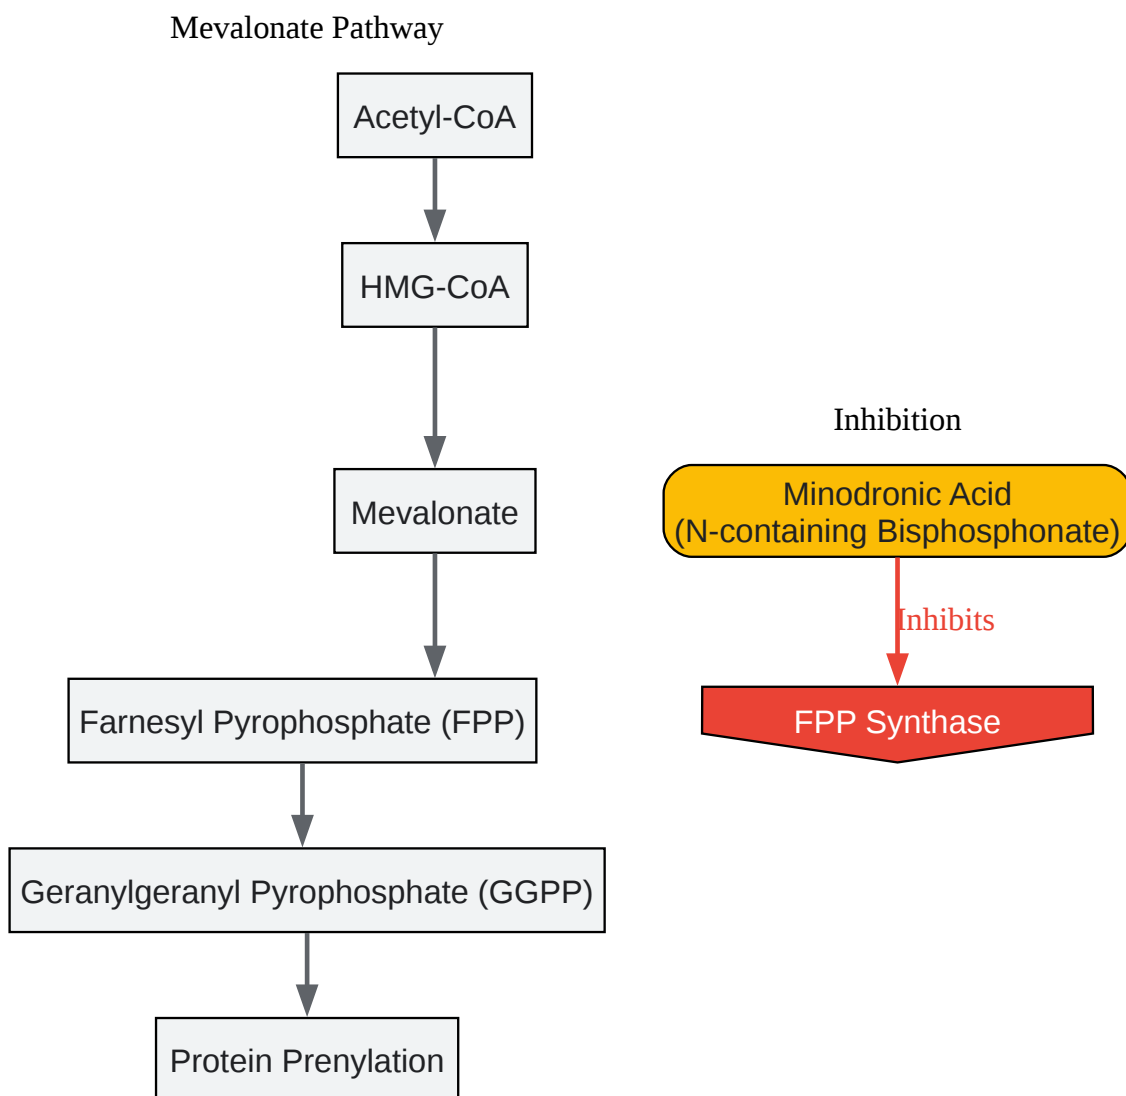 Mevalonate Pathway
Acetyl-CoA
HMG-CoA
Mevalonate
Farnesyl Pyrophosphate (FPP)
Geranylgeranyl Pyrophosphate (GGPP)
Protein Prenylation
Inhibition
Minodronic Acid
(N-containing Bisphosphonate)
Inhibits
FPP Synthase